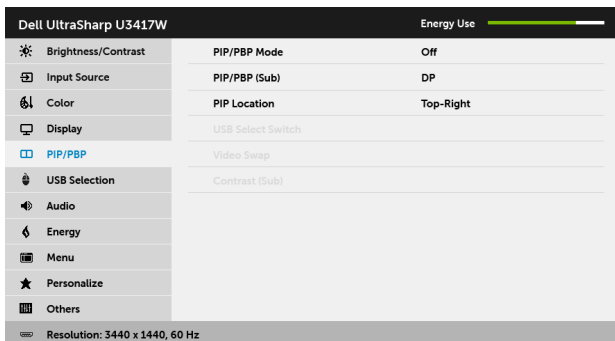 Dell UltraSharp U3417W Energy Use
Brightness/Contrast PIP/PBP Mode Off
Input Source PIP/PBP (Sub) DP
Color PIP Location Top-Right
Display USB Select Switch
PIP/PBP Video Swap
USB Selection Contrast (Sub)
Audio
Energy
Menu
Personalize
Others
Resolution: 3440 x 1440, 60 Hz